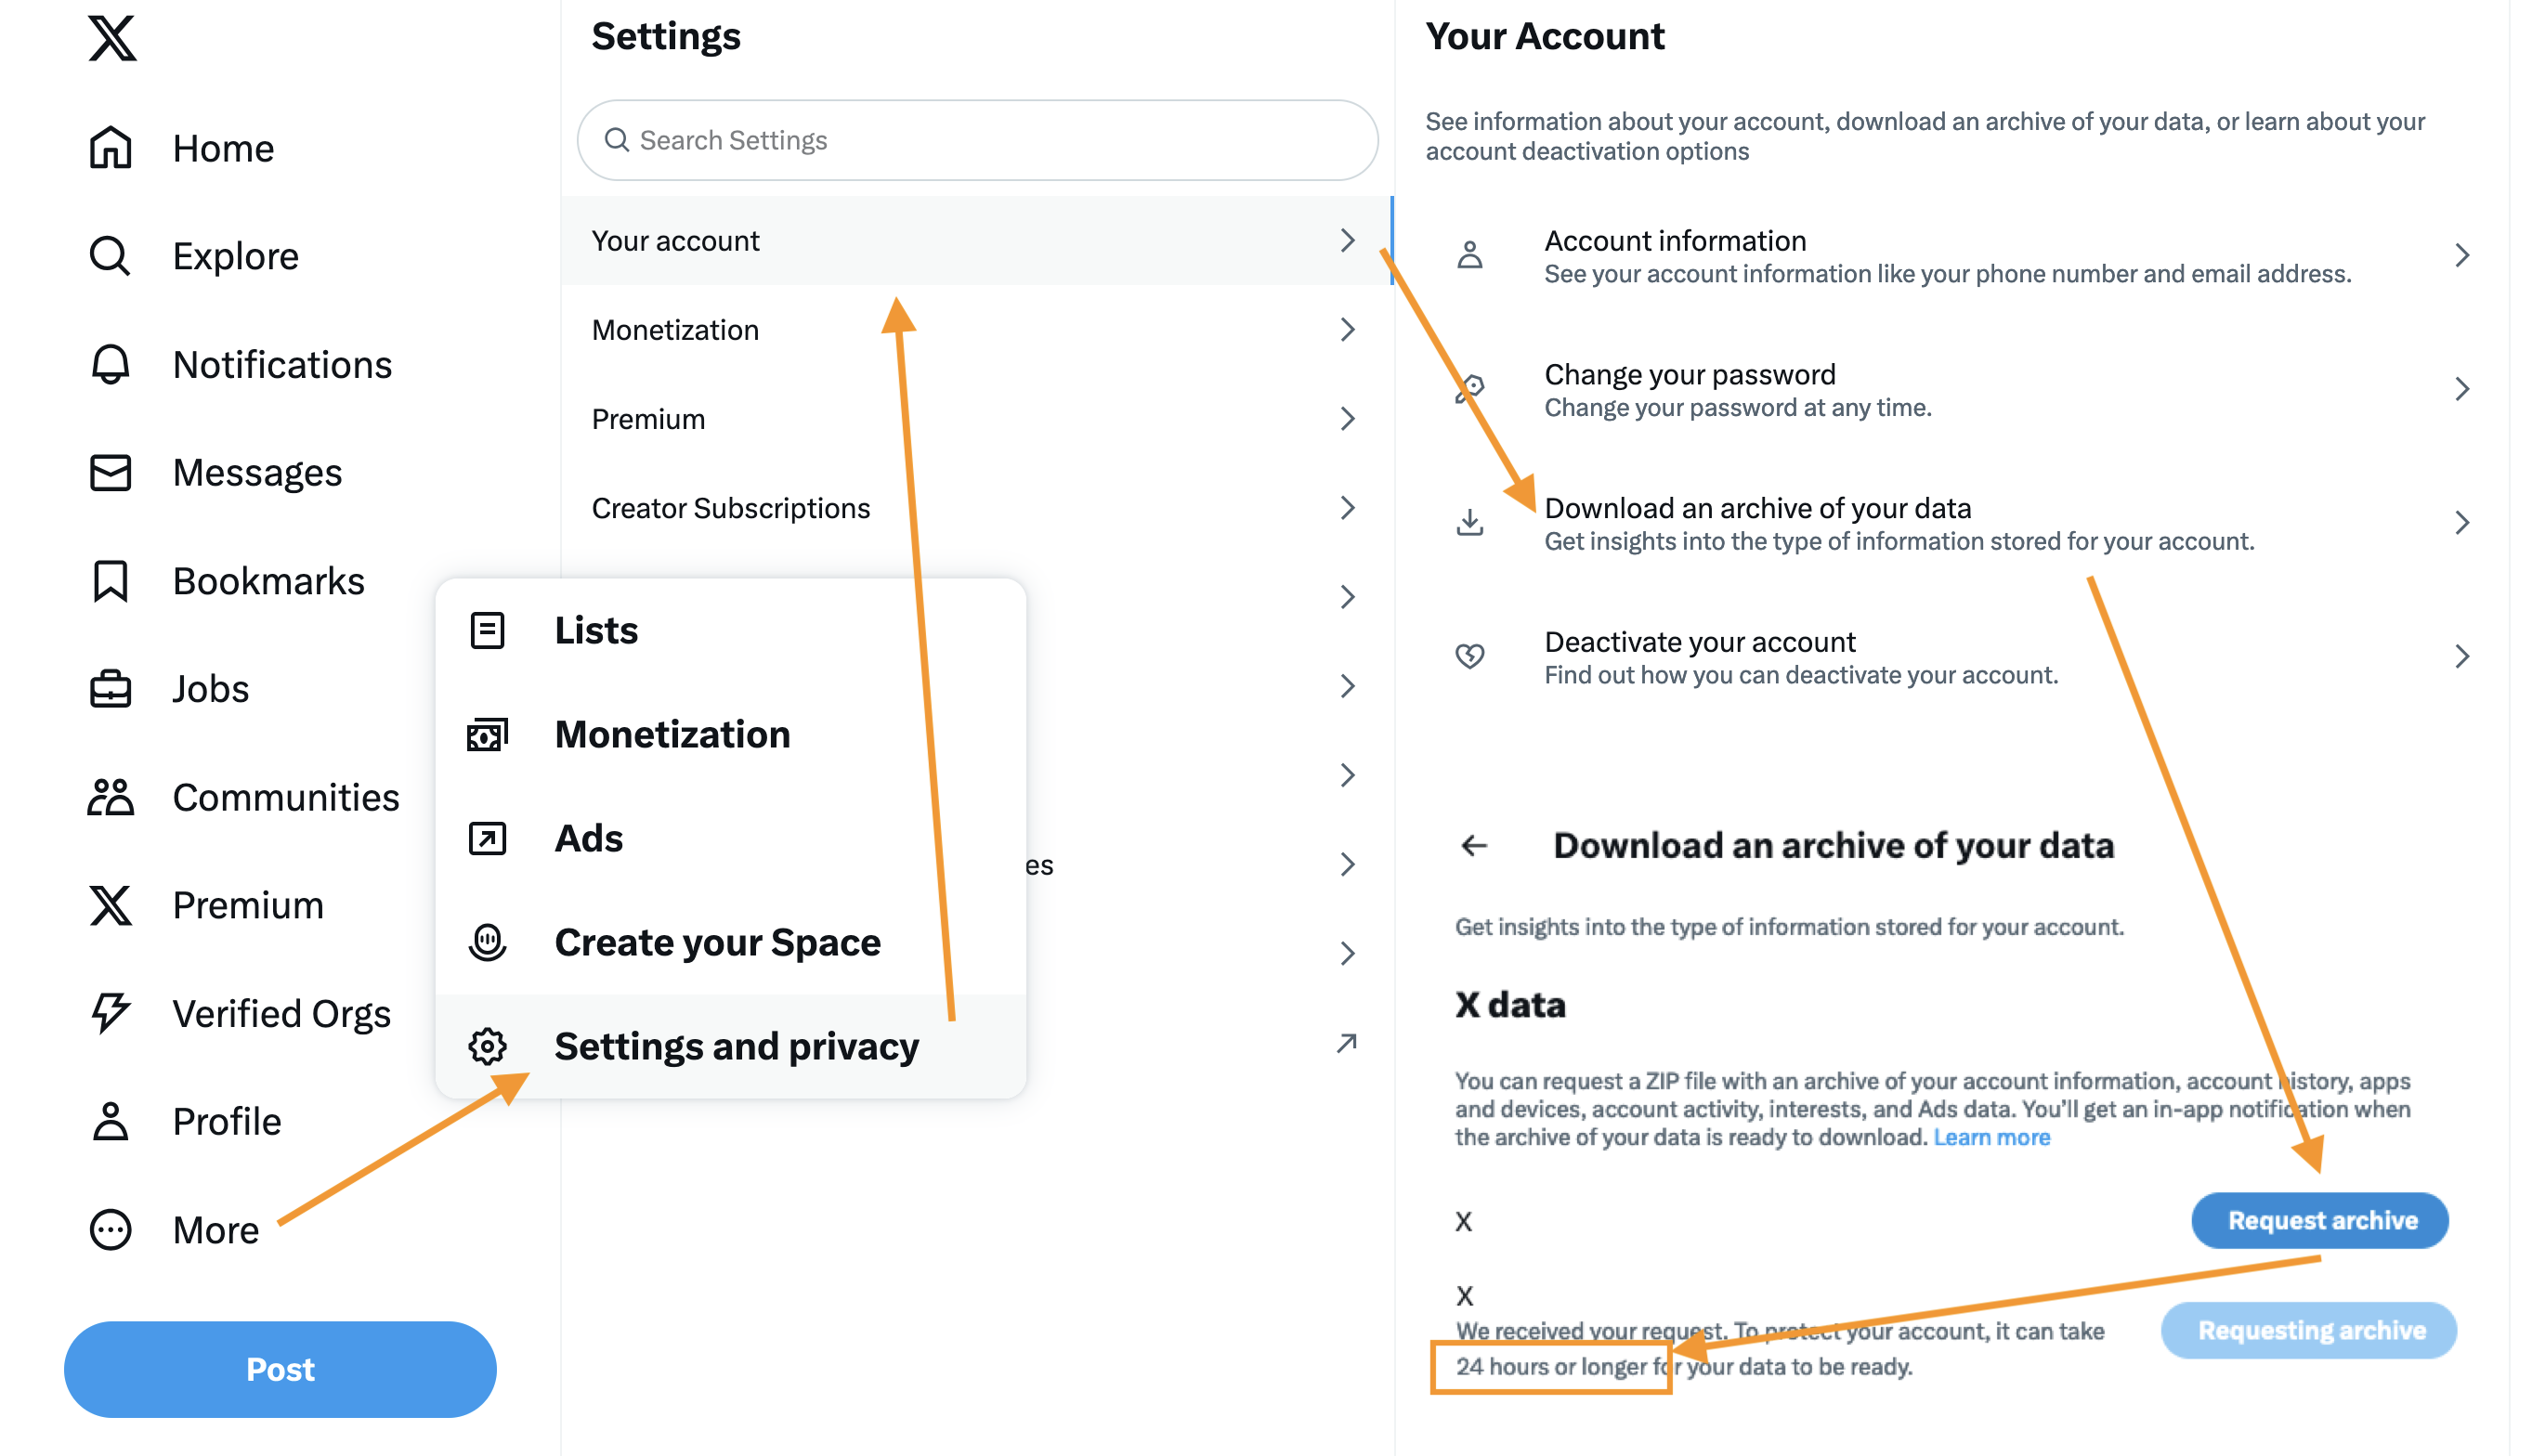 Home
Explore
Notifications
Messages
Bookmarks
Jobs
Communities
Premium
Verified Orgs
Profile
More
Post
Lists
Monetization
Ads
Create your Space
Settings and privacy
Settings
Search Settings
Your account
Monetization
Premium
Creator Subscriptions
es
Your Account
See information about your account, download an archive of your data, or learn about your
account deactivation options
Account information
See your account information like your phone number and email address.
Change your password
Change your password at any time.
Download an archive of your data
Get insights into the type of information stored for your account.
Deactivate your account
Find out how you can deactivate your account.
Download an archive of your data
Get insights into the type of information stored for your account.
X data
You can request a ZIP file with an archive of your account information, account history, apps
and devices, account activity, interests, and Ads data. You’ll get an in-app notification when
the archive of your data is ready to download. Learn more
X
Request archive
X
We received your request. To protect your account, it can take
24 hours or longer for your data to be ready.
Requesting archive